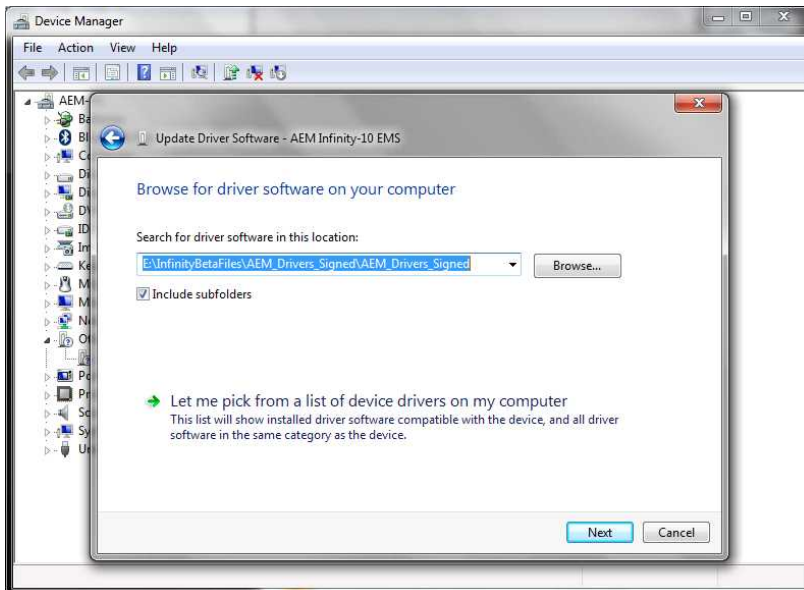 Device Manager
File Action View Help
AEM-
Update Driver Software - AEM Infinity-10 EMS
Browse for driver software on your computer
Search for driver software in this location:
E:\InfinityBetaFiles\AEM_Drivers_Signed\AEM_Drivers_Signed
Browse...
Include subfolders
Let me pick from a list of device drivers on my computer
This list will show installed driver software compatible with the device, and all driver
software in the same category as the device.
Next Cancel